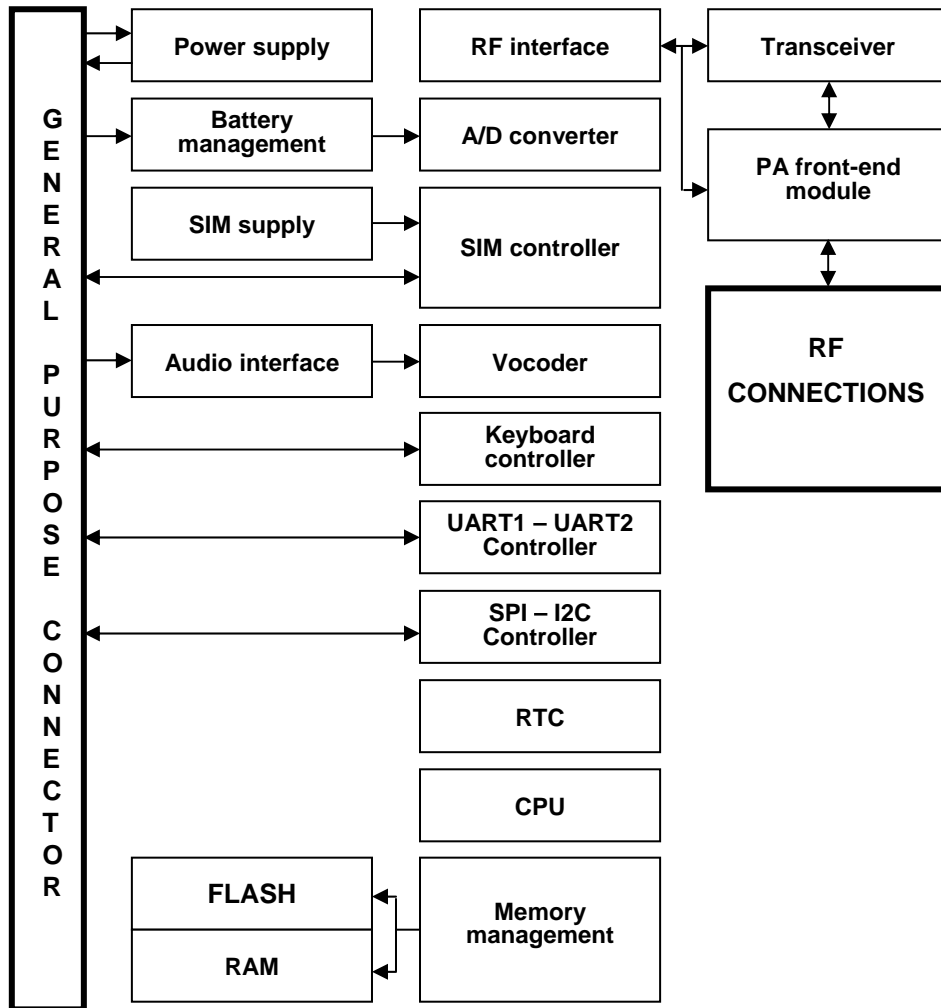 GENERAL PURPOSE CONNECTOR
Power supply
RF interface
Transceiver
Battery
management
A/D converter
PA front-end
module
SIM supply
SIM controller
RF
CONNECTIONS
Audio interface
Vocoder
Keyboard
controller
UART1 – UART2
Controller
SPI – I2C
Controller
RTC
CPU
FLASH
RAM
Memory
management